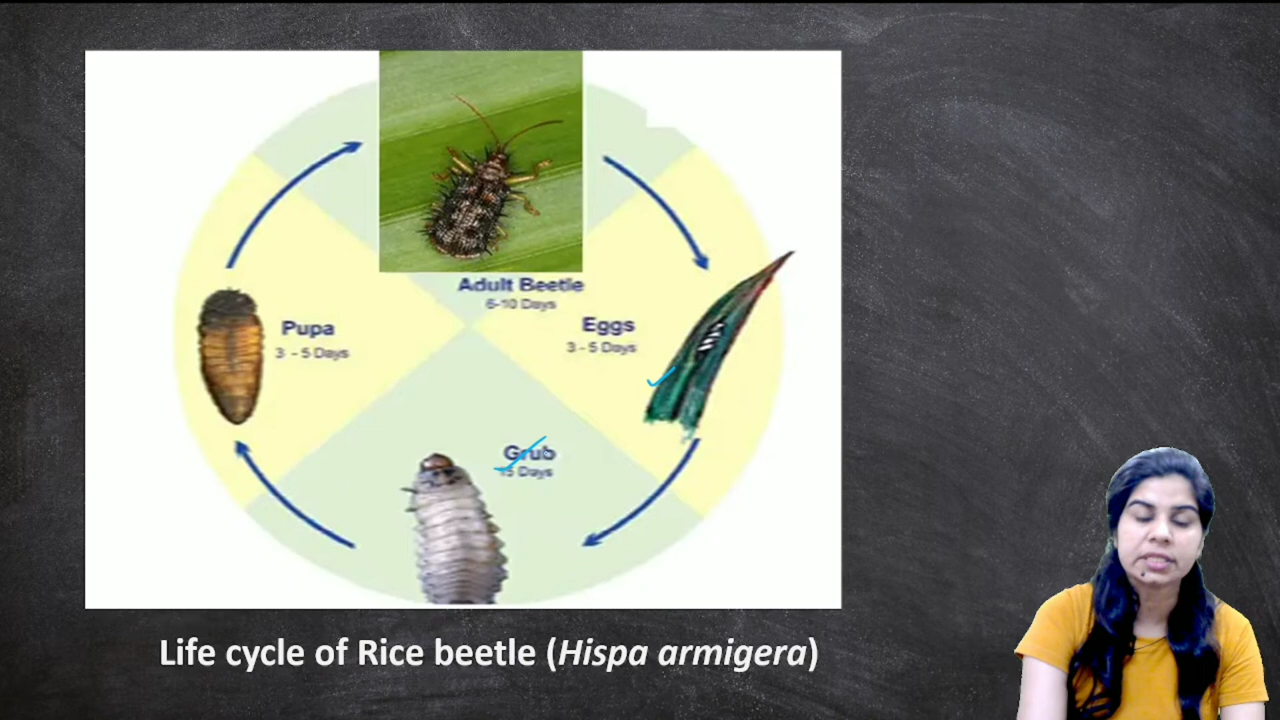 Adult Beetle
6-10 Days
Eggs
3 - 5 Days
Grub
15 Days
Pupa
3 - 5 Days
Life cycle of Rice beetle (Hispa armigera)